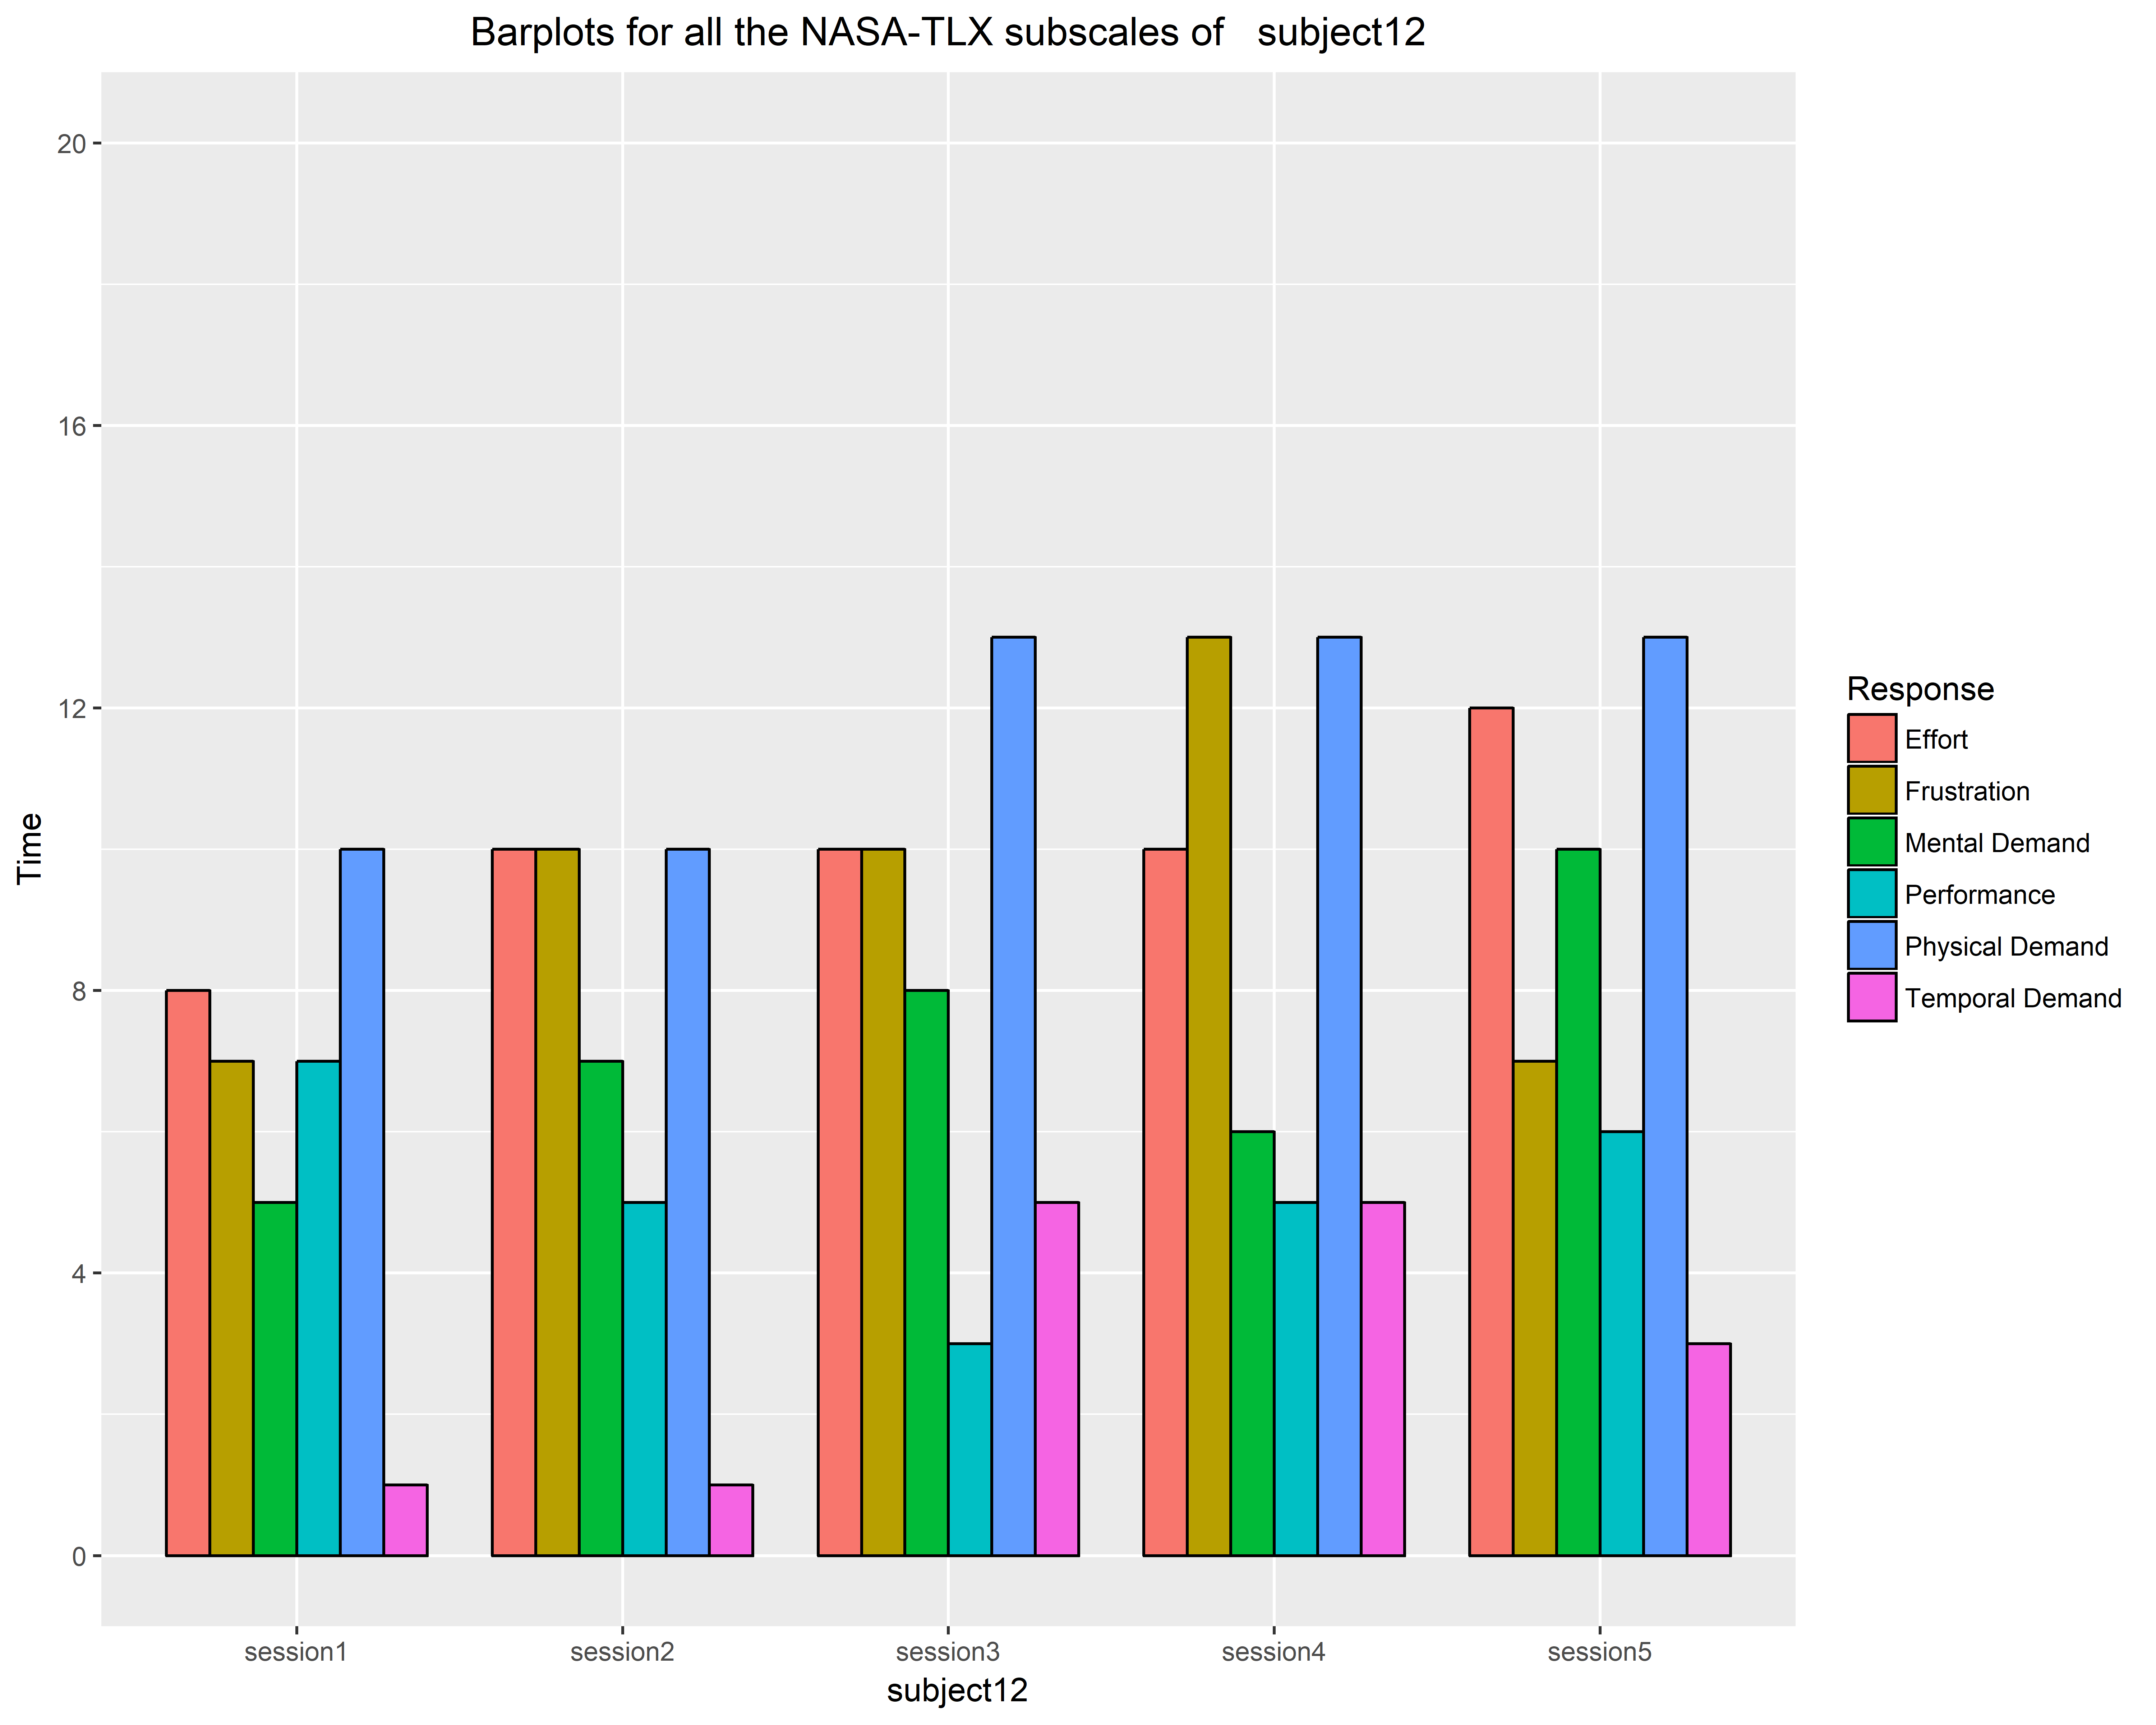 Barplots for all the NASA-TLX subscales of   subject12
20
16
12
8
4
0
Time
session1
session2
session3
session4
session5
subject12
Response
Effort
Frustration
Mental Demand
Performance
Physical Demand
Temporal Demand